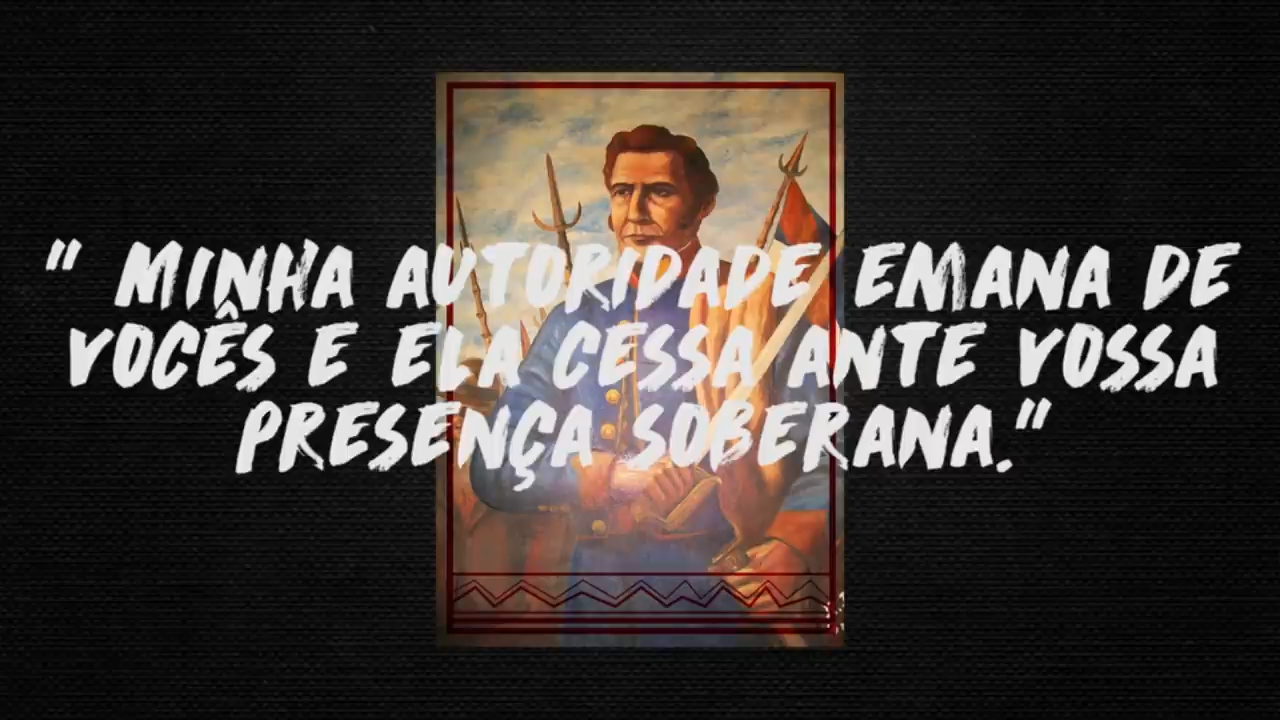 " MINHA AUTORIDADE EMANA DE
VOCÊS E ELA CESSA ANTE VOSSA
PRESENÇA SOBERANA."